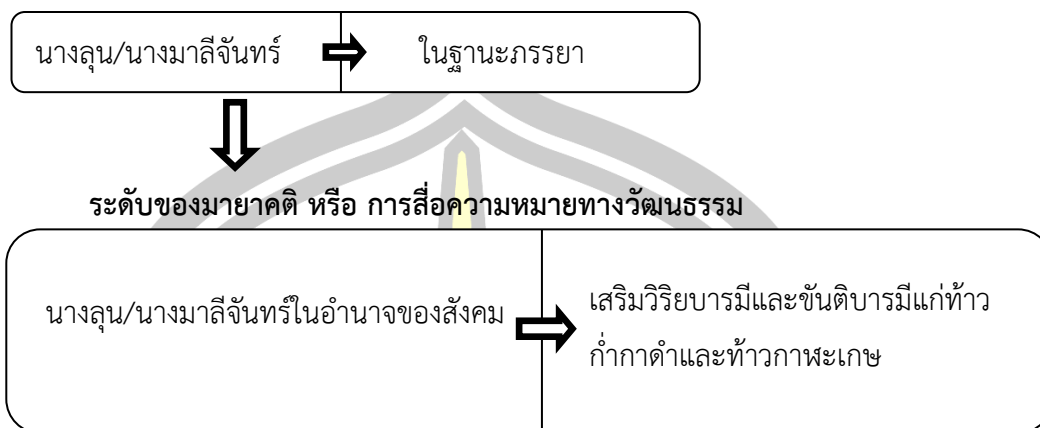 นางลุน/นางมาลีจันทร์ ในฐานะภรรยา
ระดับของมายาคติ หรือ การสื่อความหมายทางวัฒนธรรม
นางลุน/นางมาลีจันทร์ในอำนาจของสังคม
เสริมวิริยบารมีและขันติบารมีแก่ท้าว
ก่ำกาดำและท้าวกาฬะเกษ